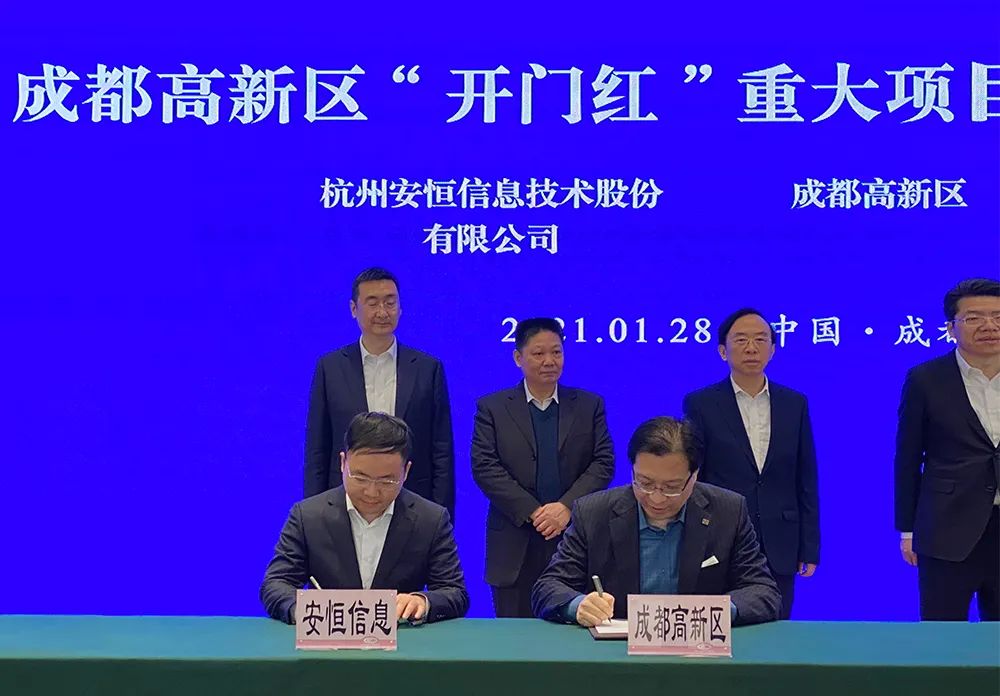 成都高新区“开门红”重大项目
杭州安恒信息技术股份
有限公司
成都高新区
2021.01.28 中国·成
安恒信息
成都高新区